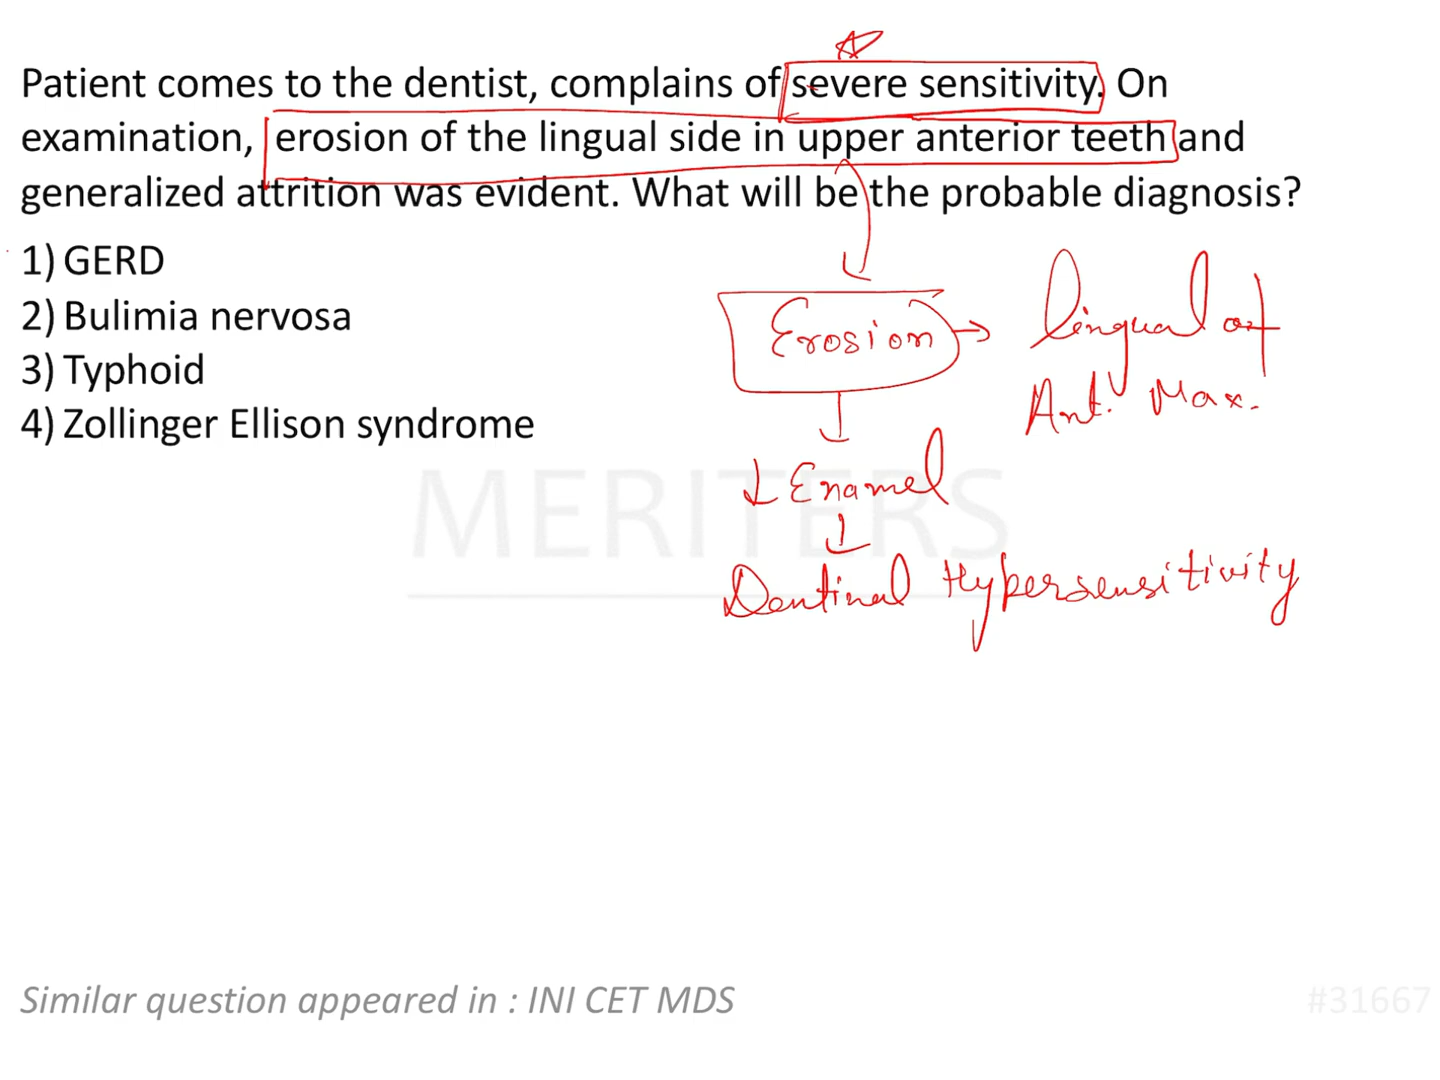 Patient comes to the dentist, complains of severe sensitivity. On
examination, erosion of the lingual side in upper anterior teeth and
generalized attrition was evident. What will be the probable diagnosis?
1) GERD
2) Bulimia nervosa
3) Typhoid
4) Zollinger Ellison syndrome
Erosion → lingual of
Ant. Max.
↓ Enamel
Dentinal Hypersensitivity
MERITERS
Similar question appeared in : INI CET MDS
#31667